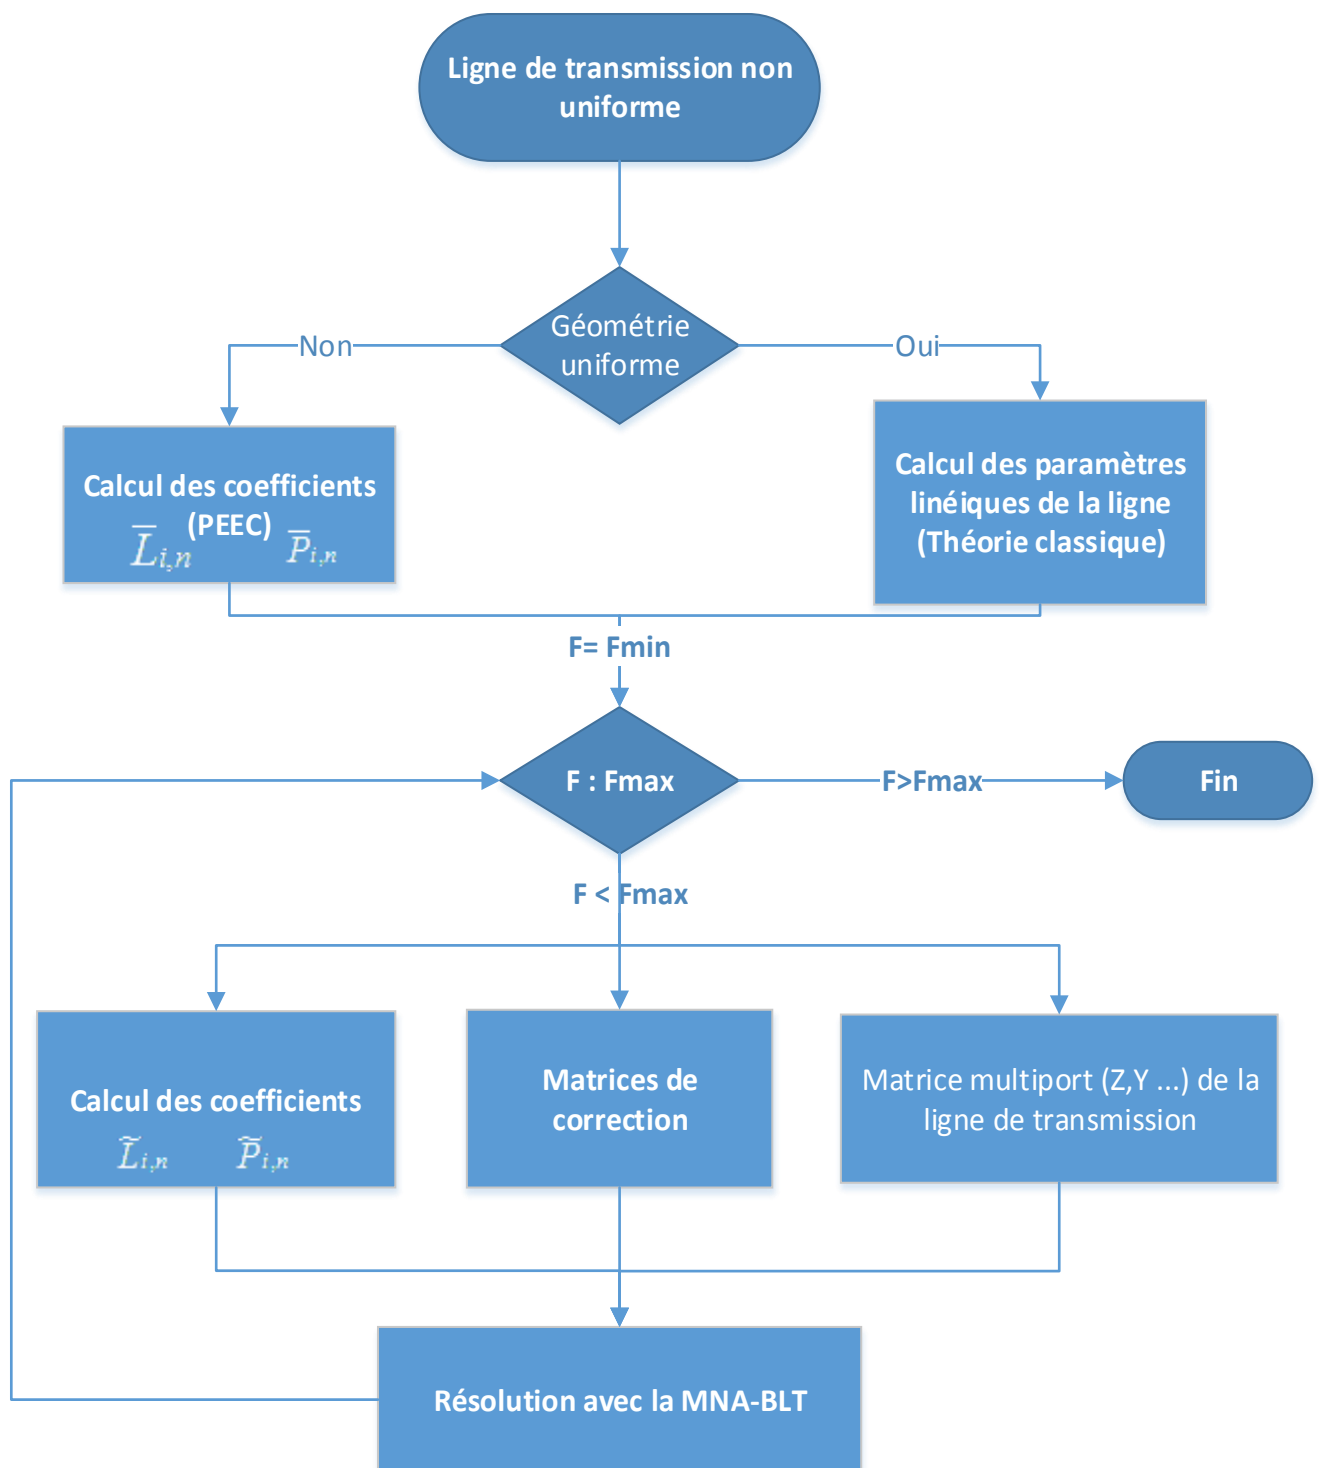 Ligne de transmission non
uniforme
Géométrie
uniforme
Non
Oui
Calcul des coefficients
(PEEC)
L̅i,n P̅i,n
Calcul des paramètres
linéiques de la ligne
(Théorie classique)
F= Fmin
F : Fmax
F>Fmax
Fin
F < Fmax
Calcul des coefficients
L̃i,n P̅̃i,n
Matrices de
correction
Matrice multiport (Z,Y ...) de la
ligne de transmission
Résolution avec la MNA-BLT